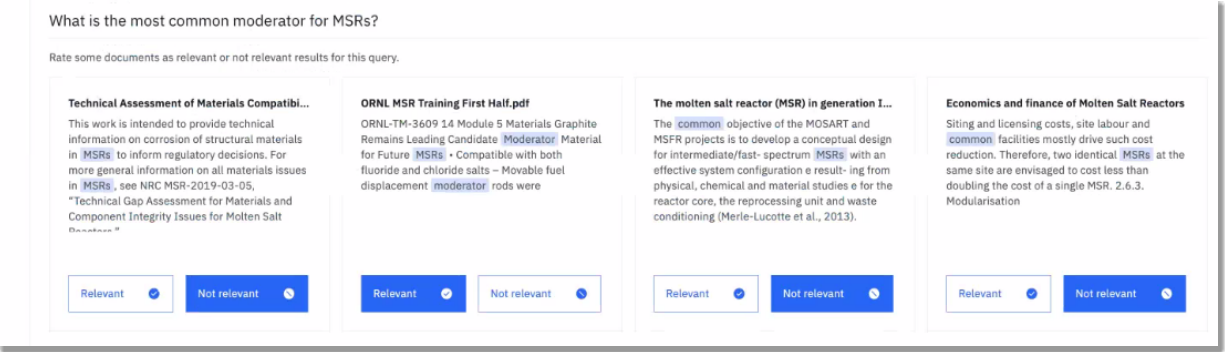 What is the most common moderator for MSRs?
Rate some documents as relevant or not relevant results for this query.
Technical Assessment of Materials Compatibi...
This work is intended to provide technical
information on corrosion of structural materials
in MSRs to inform regulatory decisions. For
more general information on all materials issues
in MSRs, see NRC MSR-2019-03-05,
"Technical Gap Assessment for Materials and
Component Integrity Issues for Molten Salt
Reactors."
Relevant
Not relevant
ORNL MSR Training First Half.pdf
ORNL-TM-3609 14 Module 5 Materials Graphite
Remains Leading Candidate Moderator Material
for Future MSRs • Compatible with both
fluoride and chloride salts – Movable fuel
displacement moderator rods were
Relevant
Not relevant
The molten salt reactor (MSR) in generation I...
The common objective of the MOSART and
MSFR projects is to develop a conceptual design
for intermediate/fast- spectrum MSRs with an
effective system configuration e result- ing from
physical, chemical and material studies e for the
reactor core, the reprocessing unit and waste
conditioning (Merle-Lucotte et al., 2013).
Relevant
Not relevant
Economics and finance of Molten Salt Reactors
Siting and licensing costs, site labour and
common facilities mostly drive such cost
reduction. Therefore, two identical MSRs at the
same site are envisaged to cost less than
doubling the cost of a single MSR. 2.6.3.
Modularisation
Relevant
Not relevant